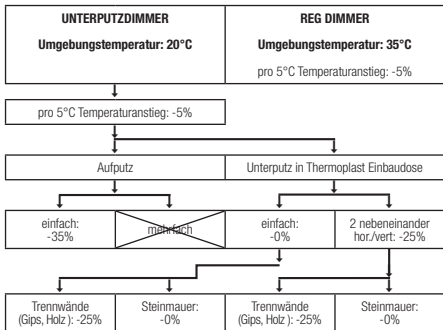 UNTERPUTZDIMMER
Umgebungstemperatur: 20°C
REG DIMMER
Umgebungstemperatur: 35°C
pro 5°C Temperaturanstieg: -5%
pro 5°C Temperaturanstieg: -5%
Aufputz
Unterputz in Thermoplast Einbaudose
einfach:
-35%
mehrfach
einfach:
-0%
2 nebeneinander
hor./vert: -25%
Trennwände
(Gips, Holz ): -25%
Steinmauer:
-0%
Trennwände
(Gips, Holz ): -25%
Steinmauer:
-0%